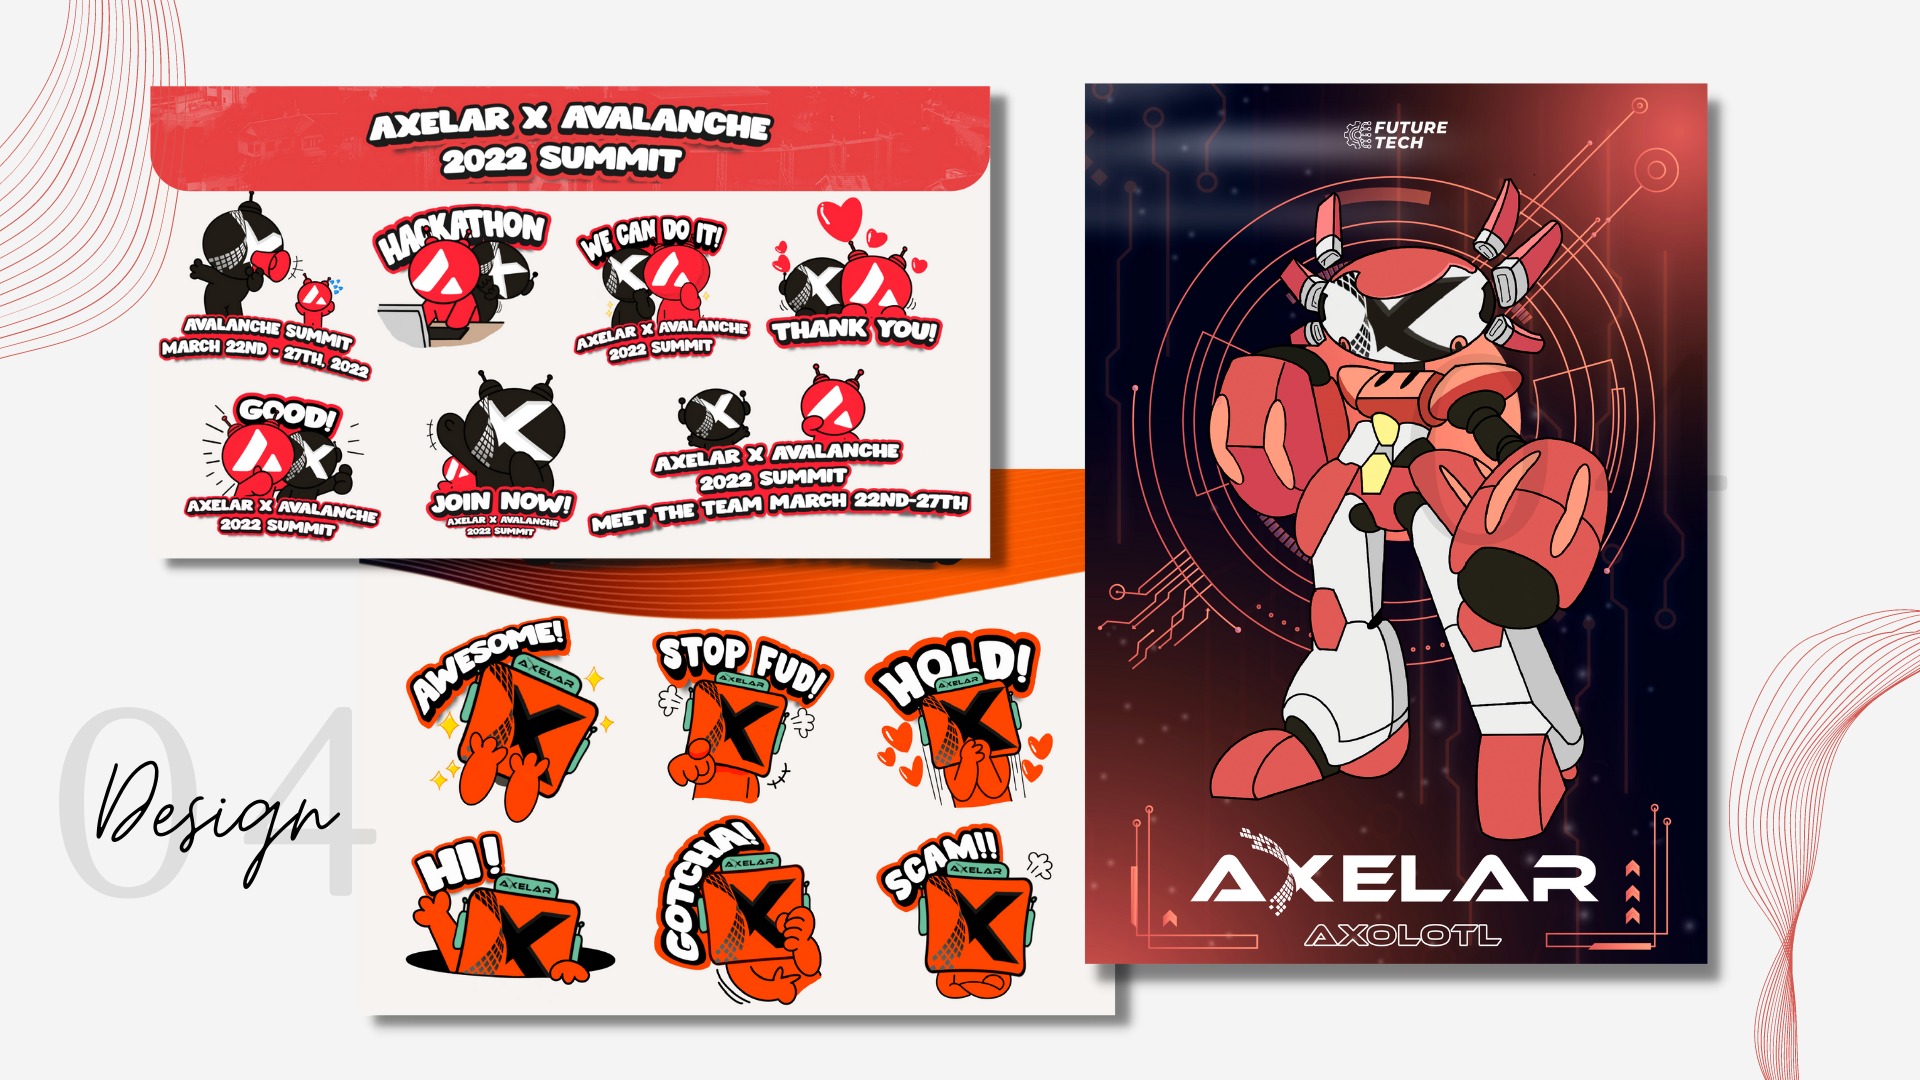 AXELAR X AVALANCHE
2022 SUMMIT
AVALANCHE SUMMIT
MARCH 22ND - 27TH, 2022
HACKATHON
WE CAN DO IT!
AXELAR X AVALANCHE
2022 SUMMIT
THANK YOU!
GOOD!
AXELAR X AVALANCHE
2022 SUMMIT
JOIN NOW!
AXELAR X AVALANCHE
2022 SUMMIT
AXELAR X AVALANCHE
2022 SUMMIT
MEET THE TEAM MARCH 22ND-27TH
AWESOME!
AXELAR
STOP FUD!
AXELAR
HOLD!
AXELAR
HI!
AXELAR
GOTCHA!
AXELAR
SCAM!!
AXELAR
04
Design
FUTURE
TECH
AXELAR
AXOLOTL